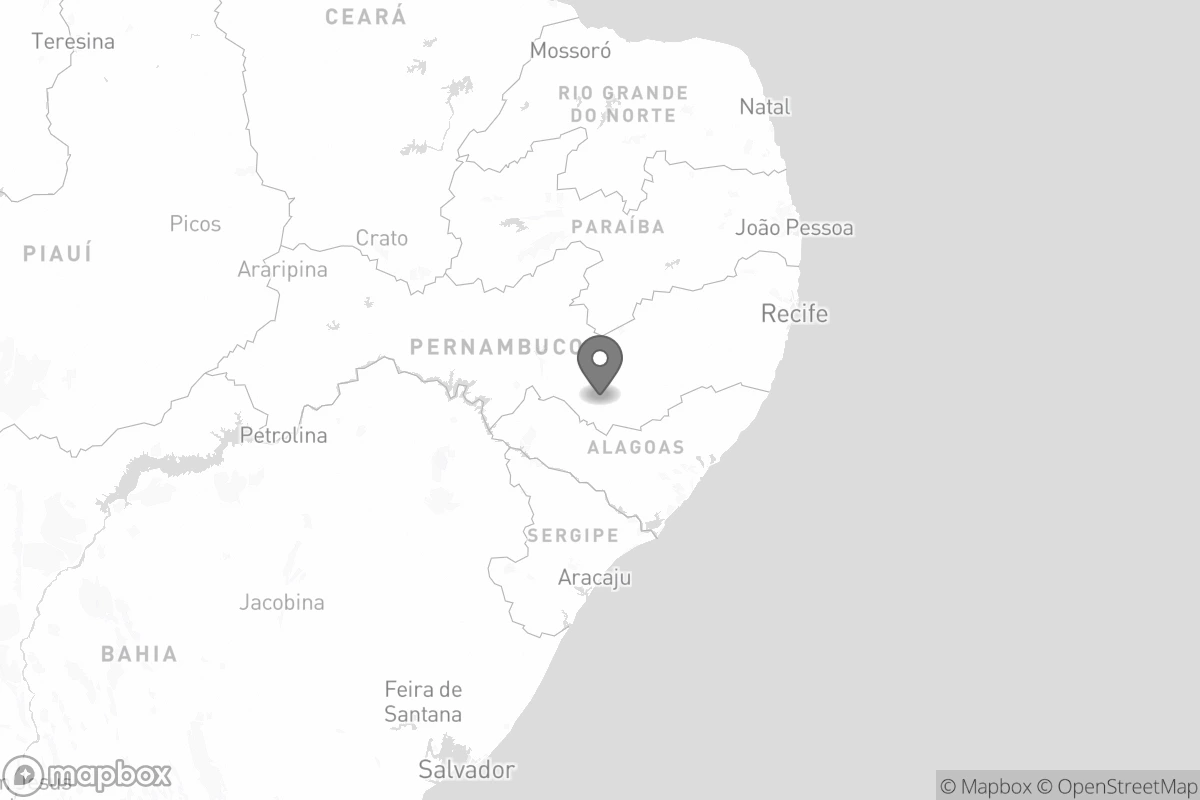 CEARÁ
Teresina
Mossoró
RIO GRANDE
DO NORTE
Natal
Picos
Crato
PARAÍBA
João Pessoa
PIAUÍ
Araripina
Recife
PERNAMBUCO
Petrolina
ALAGOAS
SERGIPE
Aracaju
Jacobina
BAHIA
Feira de
Santana
Salvador
mapbox
© Mapbox © OpenStreetMap